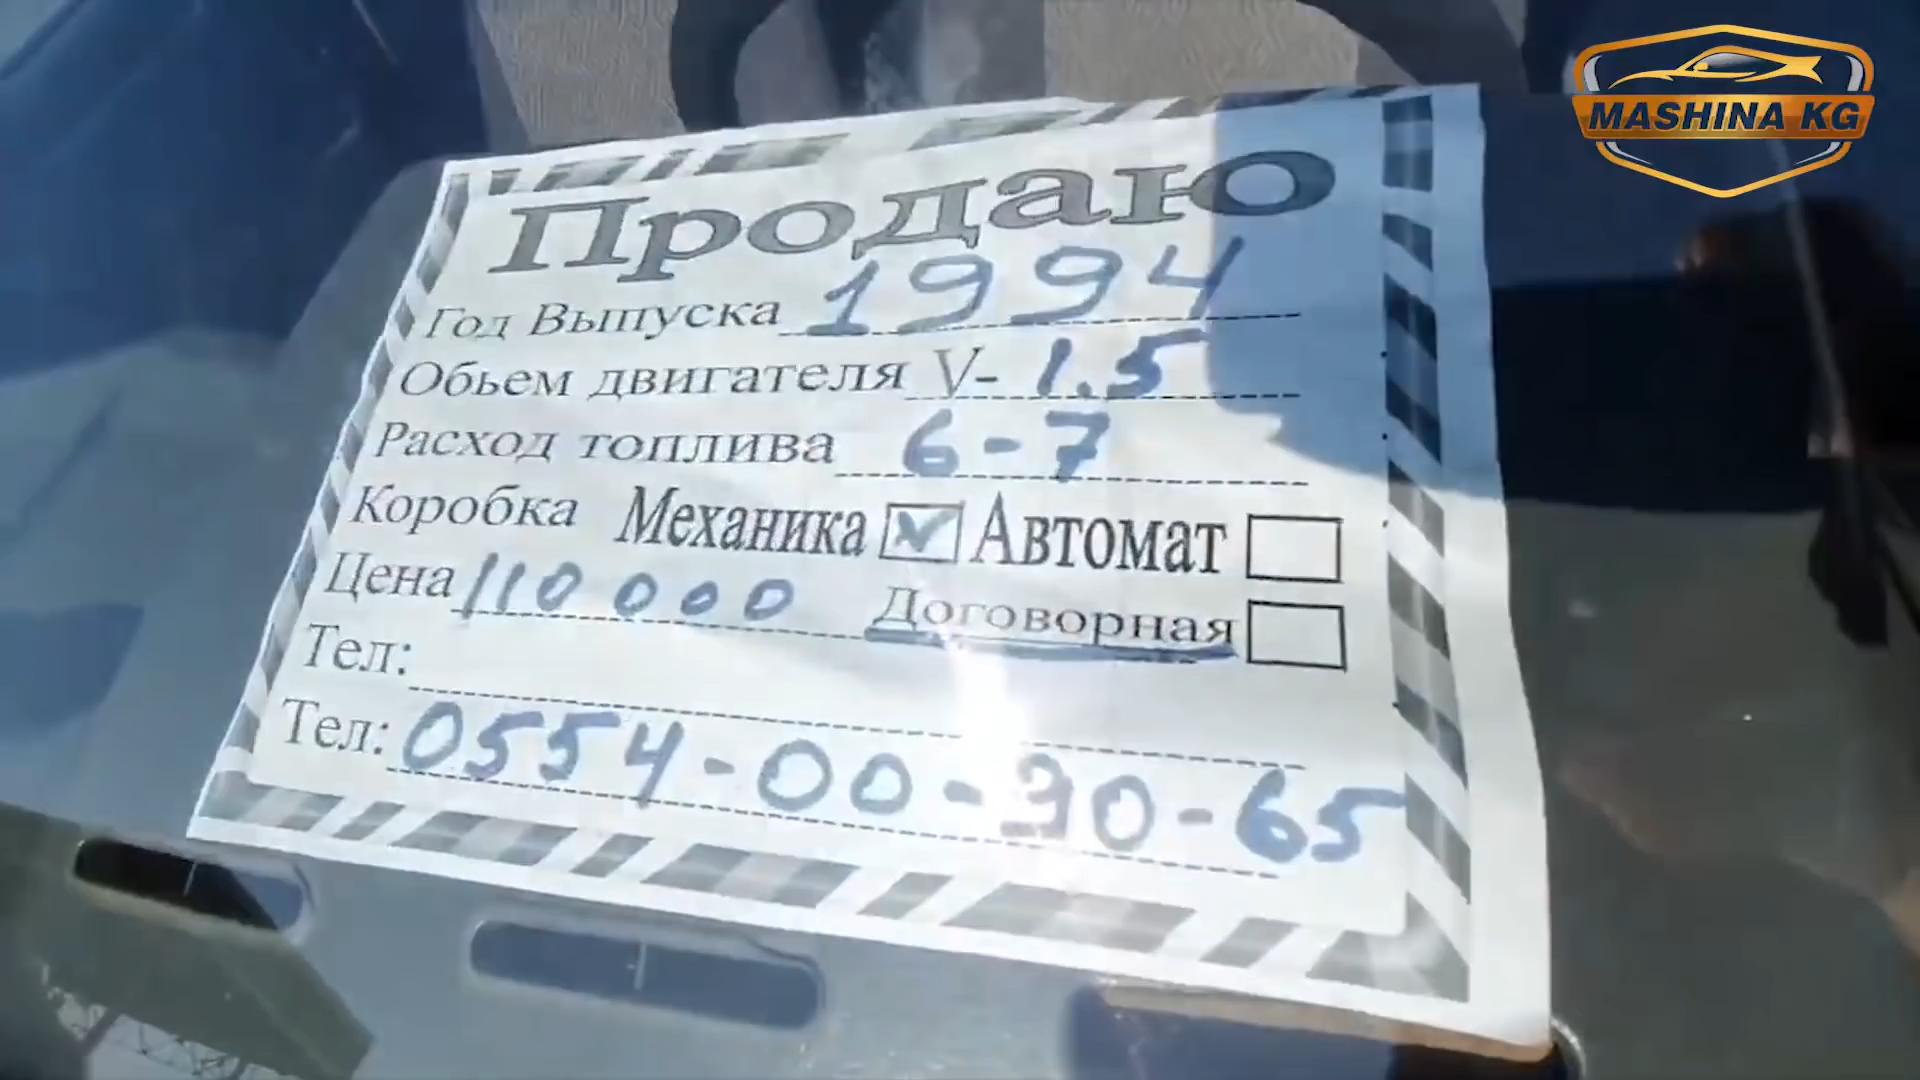 MASHINA KG
Продаю
Год Выпуска 1994
Обьем двигателя V- 1.5
Расход топлива 6-7
Коробка Механика Автомат
Цена 110 000 Договорная
Тел:
Тел: 0554-00-90-65